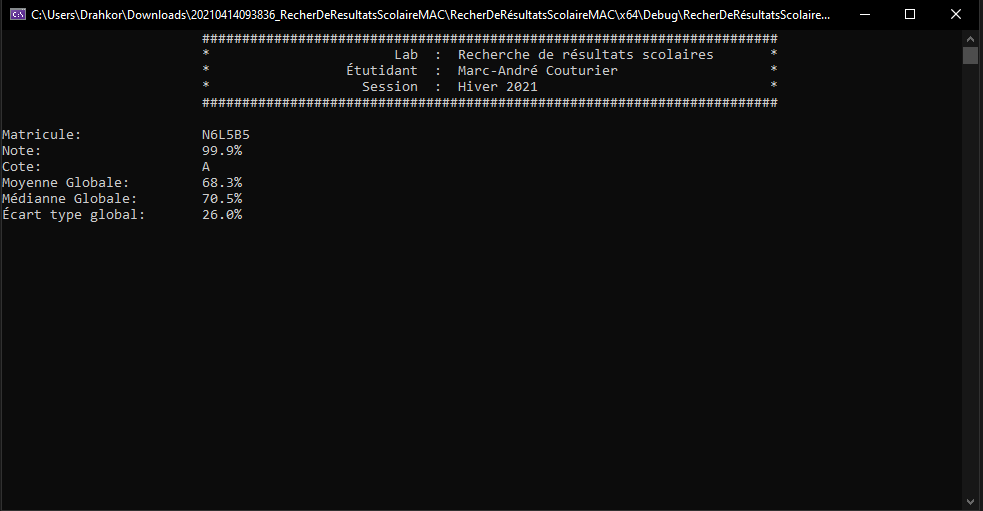 C:\Users\Drahkor\Downloads\20210414093836_RecherDeResultatsScolaireMAC\RecherDeRésultatsScolaireMAC\x64\Debug\RecherDeRésultatsScolaire...
########################################################################
* Lab : Recherche de résultats scolaires *
* Étutidant : Marc-André Couturier *
* Session : Hiver 2021 *
########################################################################
Matricule: N6L5B5
Note: 99.9%
Cote: A
Moyenne Globale: 68.3%
Médianne Globale: 70.5%
Écart type global: 26.0%